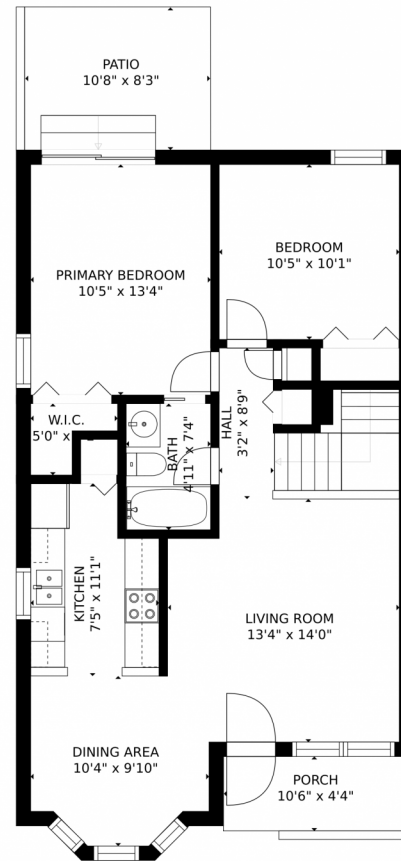 PATIO
10'8" x 8'3"
PRIMARY BEDROOM
10'5" x 13'4"
BEDROOM
10'5" x 10'1"
W.I.C.
5'0" x
BATH
4'11" x 7'4"
HALL
3'2" x 8'9"
KITCHEN
7'5" x 11'1"
LIVING ROOM
13'4" x 14'0"
DINING AREA
10'4" x 9'10"
PORCH
10'6" x 4'4"